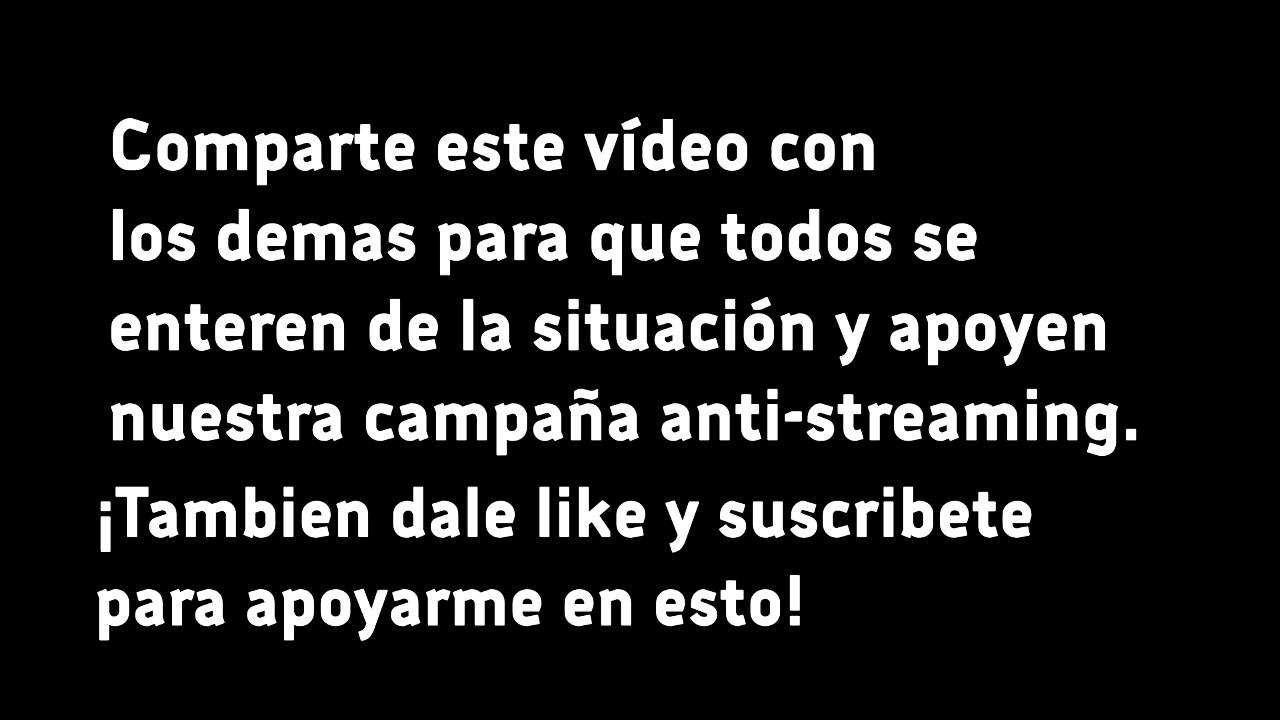 Comparte este vídeo con
los demas para que todos se
enteren de la situación y apoyen
nuestra campaña anti-streaming.
¡Tambien dale like y suscribete
para apoyarme en esto!